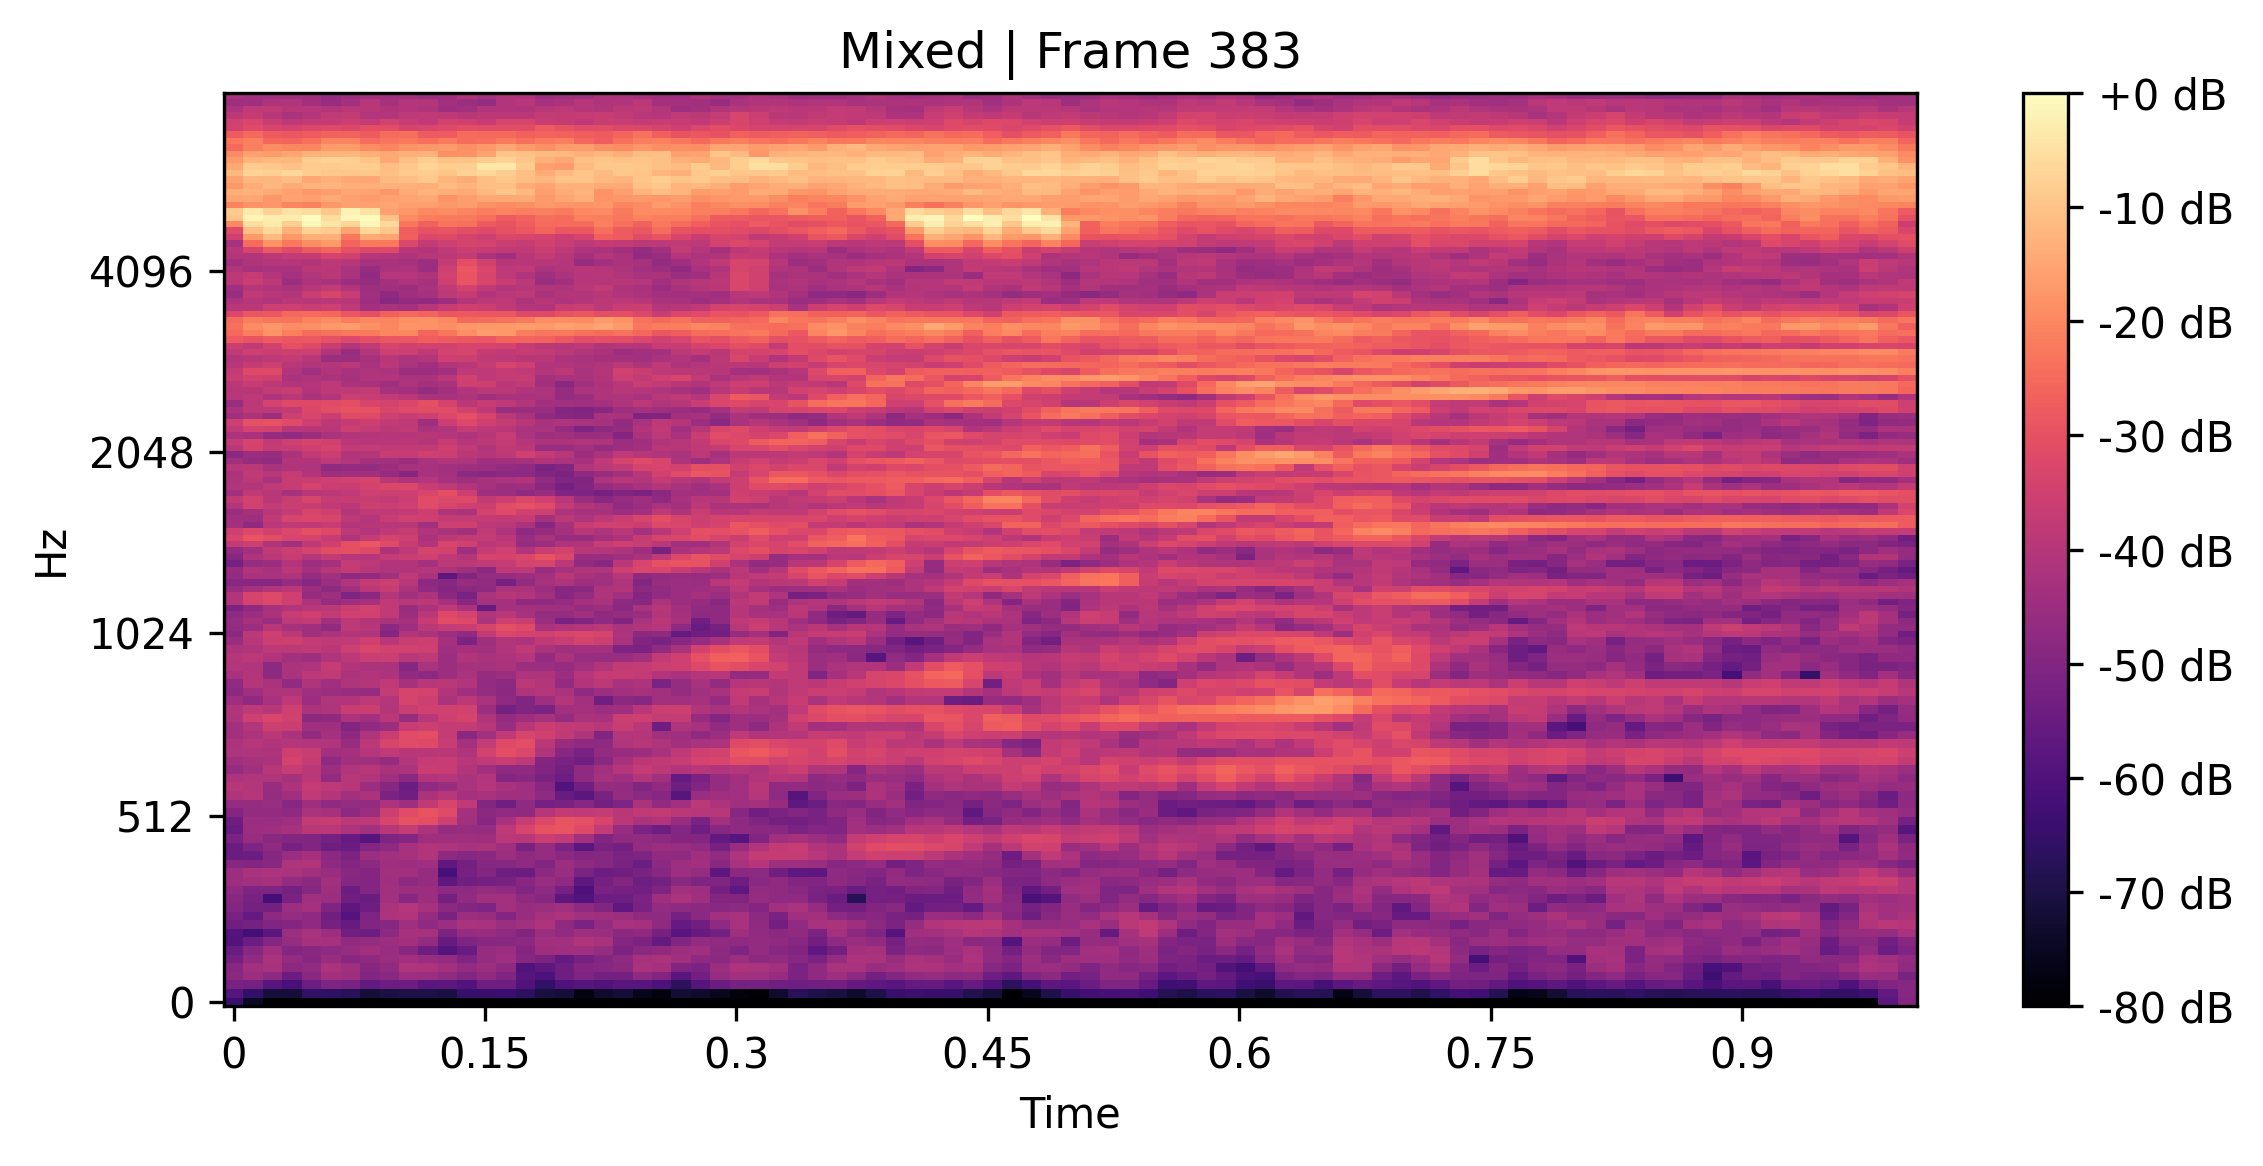 Mixed | Frame 383
+0 dB
-10 dB
-20 dB
-30 dB
-40 dB
-50 dB
-60 dB
-70 dB
-80 dB
Hz
4096
2048
1024
512
0
0 0.15 0.3 0.45 0.6 0.75 0.9
Time